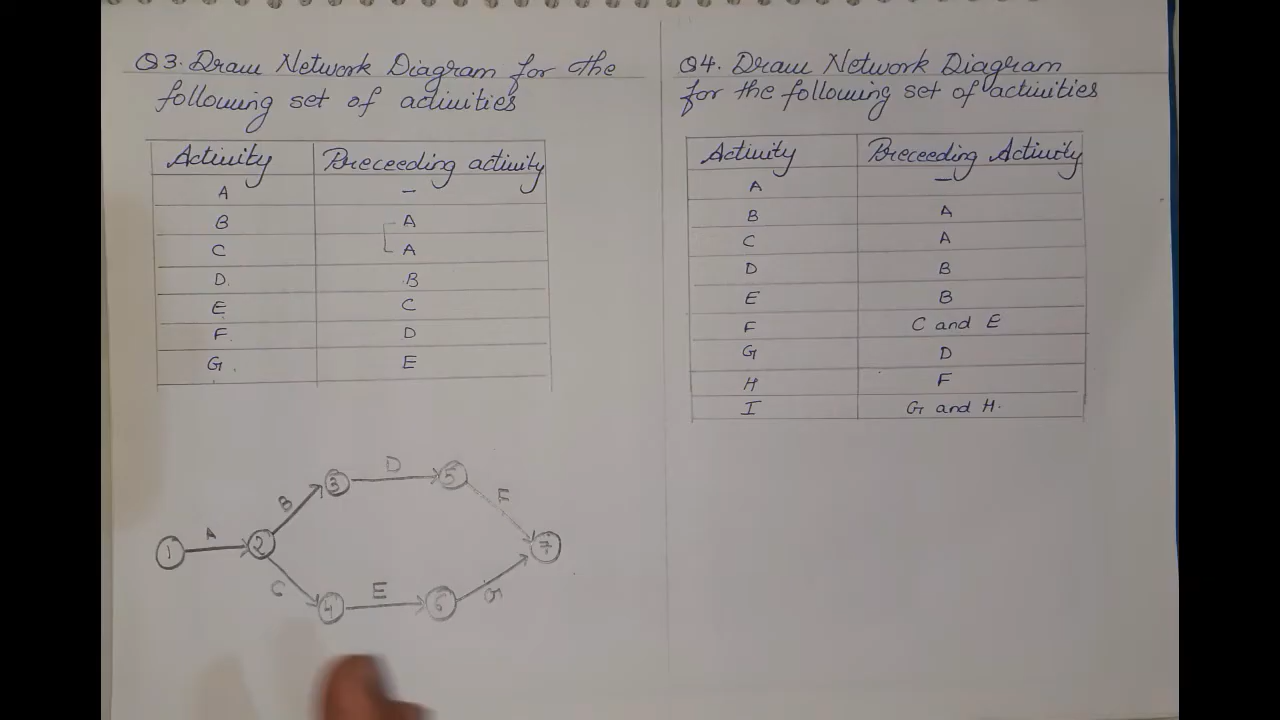 Q3. Draw Network Diagram for the
following set of activities
Activity Preceeding activity
A –
B A
C A
D B
E C
F D
G E
1 A 2 B 3 D 5 F 7
C 4 E 6 G
Q4. Draw Network Diagram
for the following set of activities
Activity Preceeding Activity
A –
B A
C A
D B
E B
F C and E
G D
H F
I G and H.